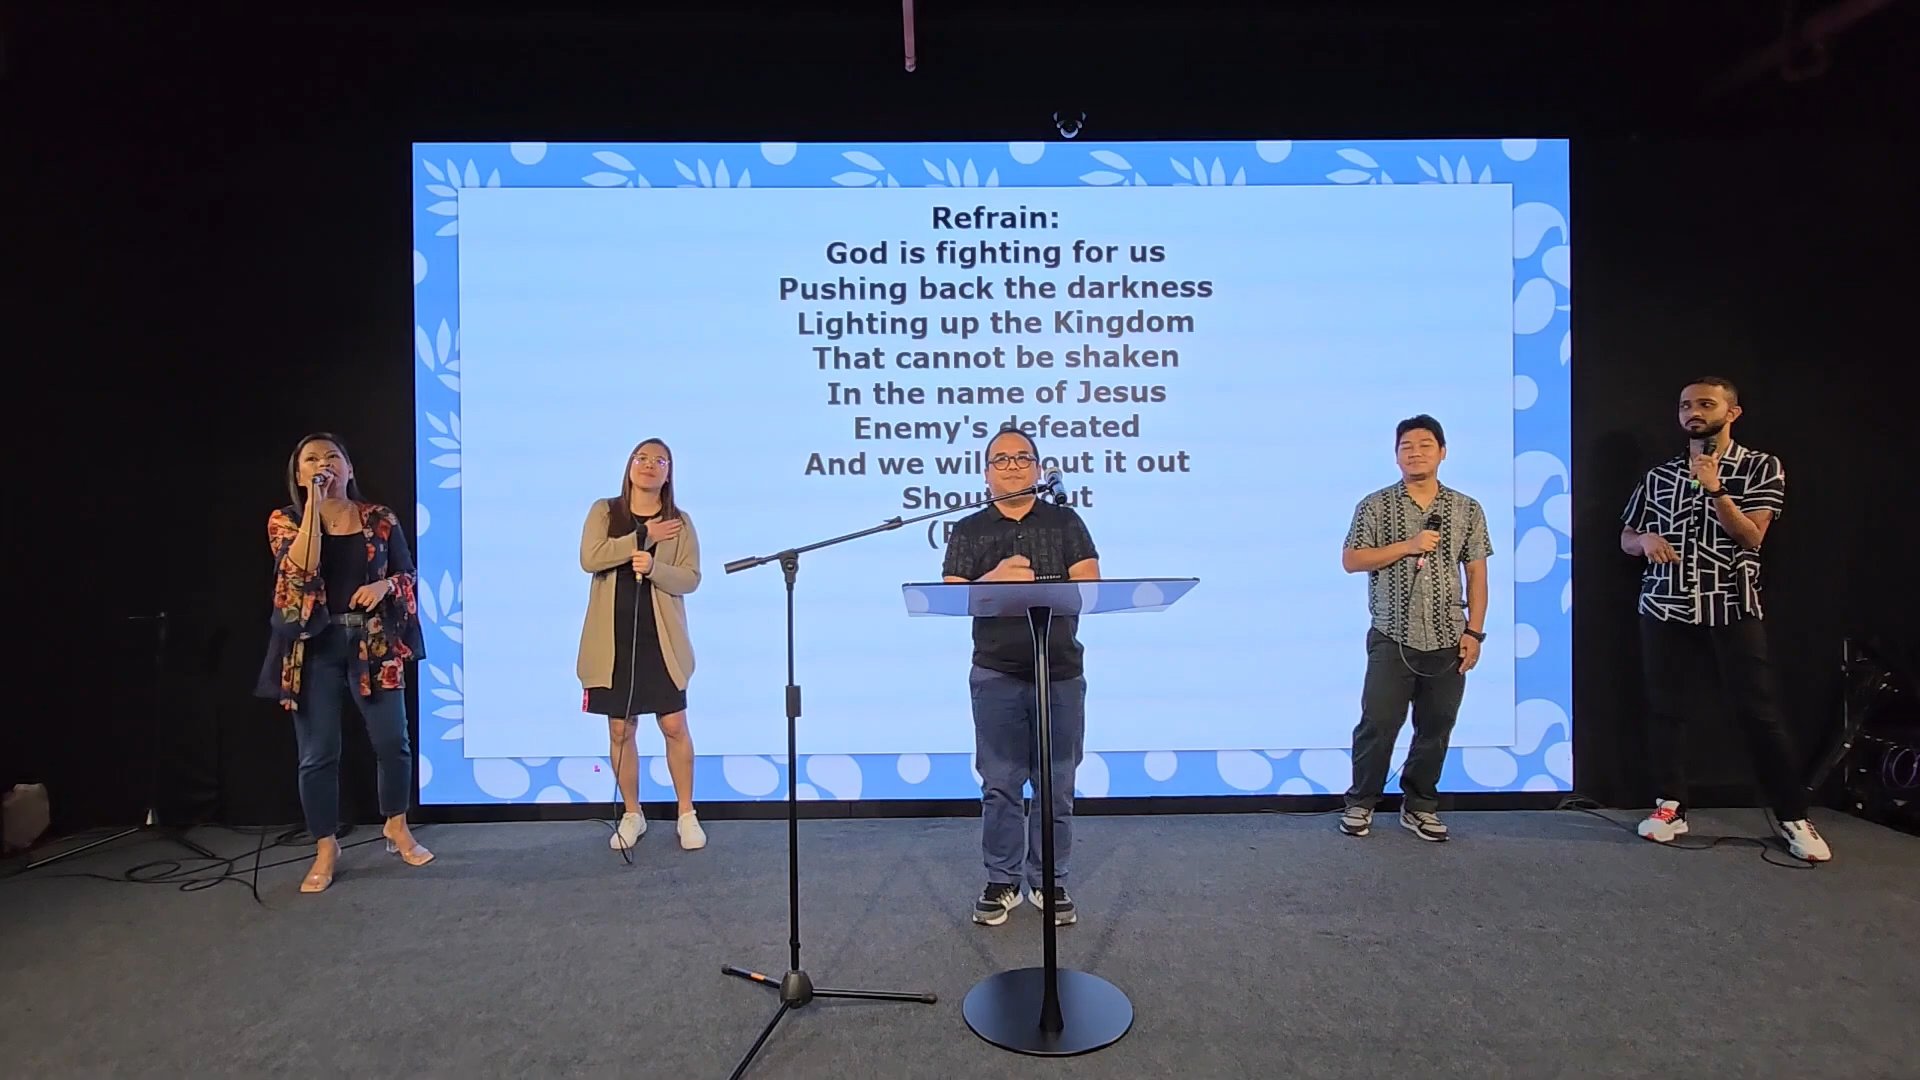 Refrain:
God is fighting for us
Pushing back the darkness
Lighting up the Kingdom
That cannot be shaken
In the name of Jesus
Enemy's defeated
And we out it out